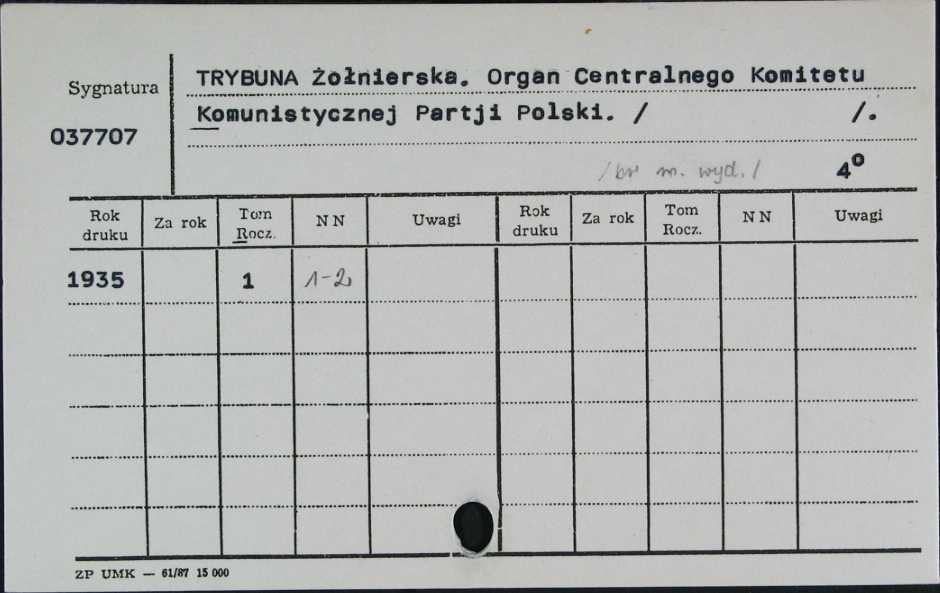 Sygnatura
037707
TRYBUNA Żołnierska. Organ Centralnego Komitetu
Komunistycznej Partji Polski. / /.
/br m. wyd./ 4°
Rok druku Za rok Tom Rocz. NN Uwagi Rok druku Za rok Tom Rocz. NN Uwagi
1935 1 1-2
ZP UMK — 61/87 15 000